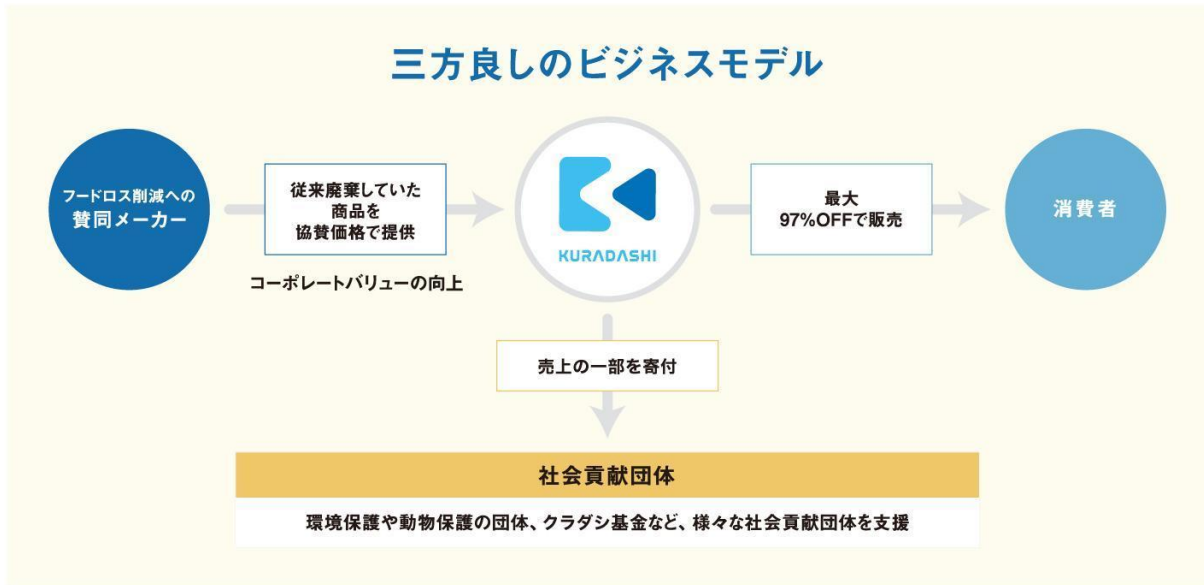 三方良しのビジネスモデル
フードロス削減への
賛同メーカー
従来廃棄していた
商品を
協賛価格で提供
コーポレートバリューの向上
KURADASHI
最大
97%OFFで販売
消費者
売上の一部を寄付
社会貢献団体
環境保護や動物保護の団体、クラダシ基金など、様々な社会貢献団体を支援